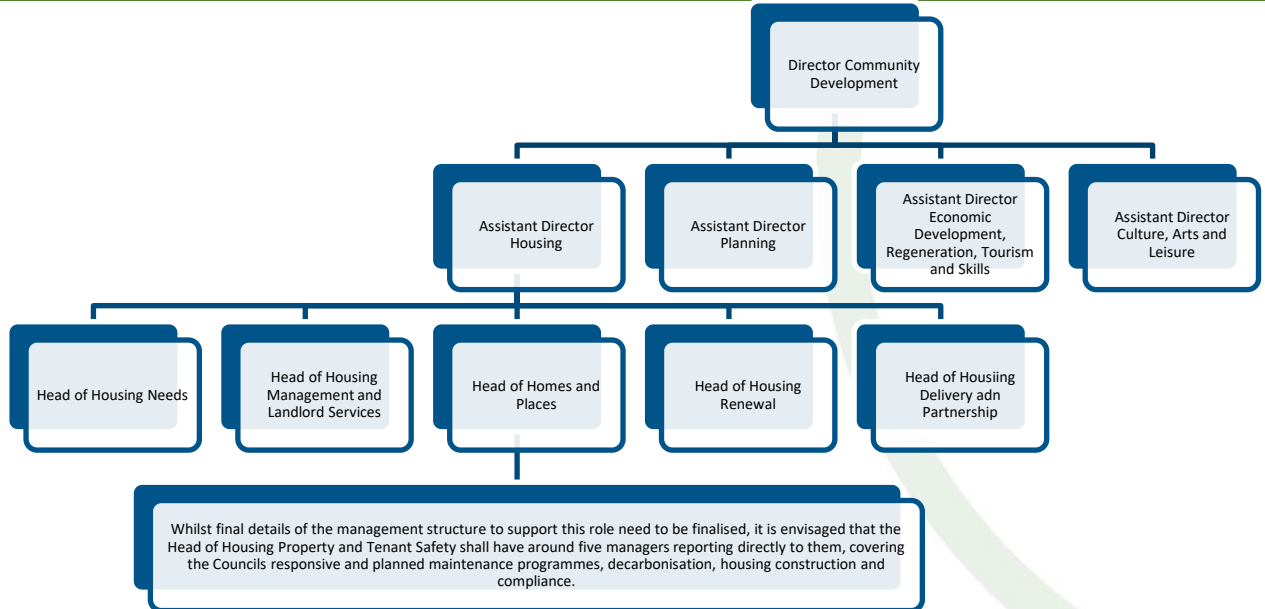 Director Community
Development
Assistant Director
Housing
Assistant Director
Planning
Assistant Director
Economic
Development,
Regeneration, Tourism
and Skills
Assistant Director
Culture, Arts and
Leisure
Head of Housing Needs
Head of Housing
Management and
Landlord Services
Head of Homes and
Places
Head of Housing
Renewal
Head of Housiing
Delivery adn
Partnership
Whilst final details of the management structure to support this role need to be finalised, it is envisaged that the
Head of Housing Property and Tenant Safety shall have around five managers reporting directly to them, covering
the Councils responsive and planned maintenance programmes, decarbonisation, housing construction and
compliance.